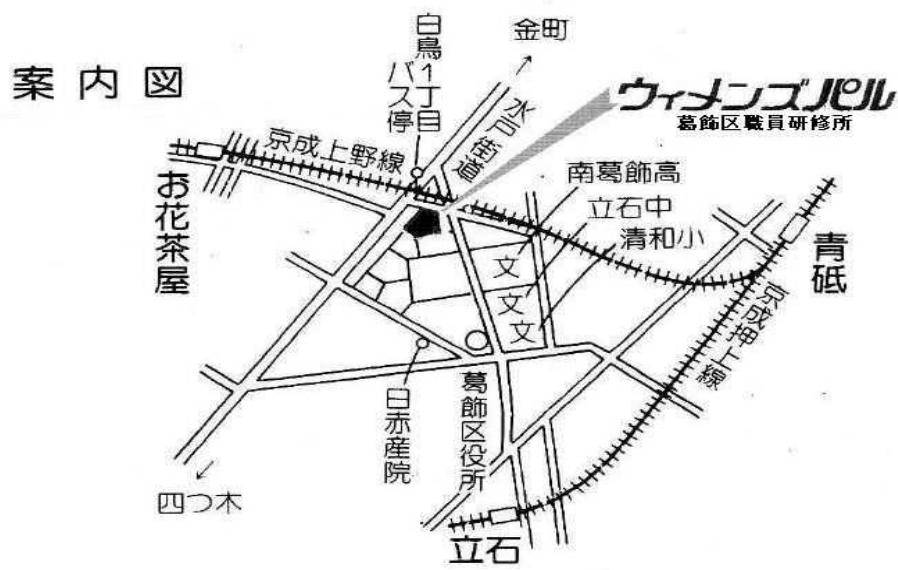 案内図
金町
白鳥1丁目
バス停
水戸街道
ウィメンズパル
葛飾区職員研修所
京成上野線
お花茶屋
南葛飾高
立石中
清和小
青砥
文
文
文
京成押上線
日赤産院
葛飾区役所
四つ木
立石